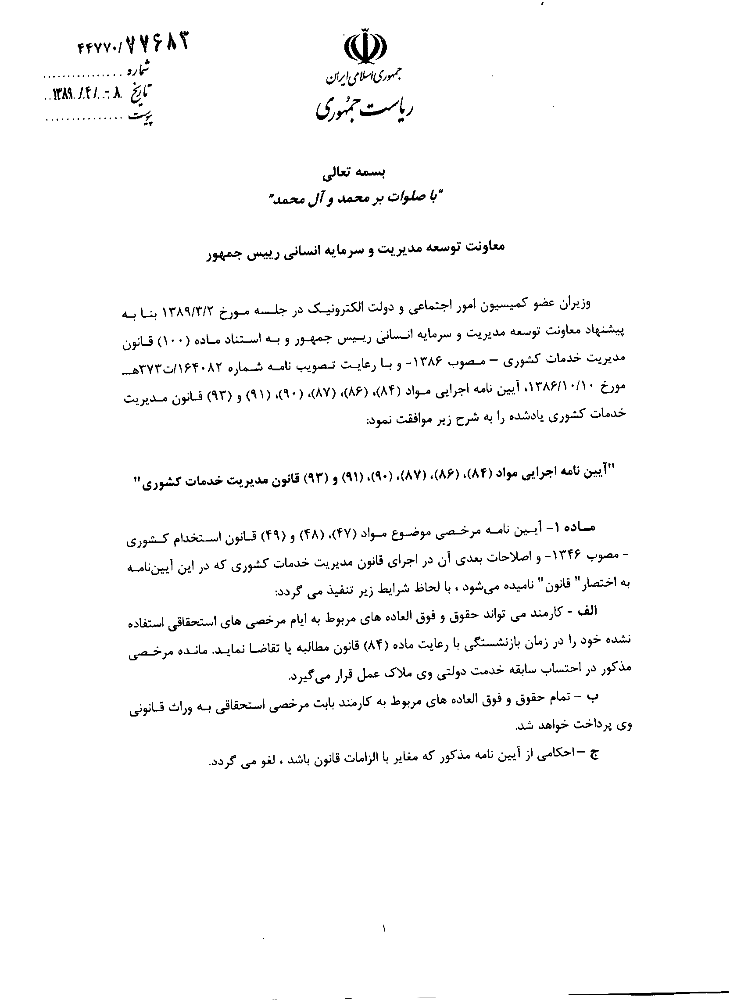 ۴۴۷۷۰/۷۷۶۸۳
شماره ................
تاریخ ۸ -/۴/ ۱۳۸۹
پیوست ................
جمهوری اسلامی ایران
ریاست جمهوری
بسمه تعالی
"با صلوات بر محمد و آل محمد"
معاونت توسعه مدیریت و سرمایه انسانی رییس جمهور
وزیران عضو کمیسیون امور اجتماعی و دولت الکترونیک در جلسه مورخ ۱۳۸۹/۳/۲ بنا به
پیشنهاد معاونت توسعه مدیریت و سرمایه انسانی رییس جمهور و به استناد ماده (۱۰۰) قانون
مدیریت خدمات کشوری – مصوب ۱۳۸۶- و با رعایت تصویب نامه شماره ۱۶۴۰۸۲/ت۳۷۳هـ
مورخ ۱۳۸۶/۱۰/۱۰، آیین نامه اجرایی مواد (۸۴)، (۸۶)، (۸۷)، (۹۰)، (۹۱) و (۹۳) قانون مدیریت
خدمات کشوری یادشده را به شرح زیر موافقت نمود:
"آیین نامه اجرایی مواد (۸۴)، (۸۶)، (۸۷)، (۹۰)، (۹۱) و (۹۳) قانون مدیریت خدمات کشوری"
ماده ۱- آیین نامه مرخصی موضوع مواد (۴۷)، (۴۸) و (۴۹) قانون استخدام کشوری
- مصوب ۱۳۴۶- و اصلاحات بعدی آن در اجرای قانون مدیریت خدمات کشوری که در این آیین‌نامه
به اختصار" قانون" نامیده می‌شود ، با لحاظ شرایط زیر تنفیذ می گردد:
الف - کارمند می تواند حقوق و فوق العاده های مربوط به ایام مرخصی های استحقاقی استفاده
نشده خود را در زمان بازنشستگی با رعایت ماده (۸۴) قانون مطالبه یا تقاضا نماید. مانده مرخصی
مذکور در احتساب سابقه خدمت دولتی وی ملاک عمل قرار می‌گیرد.
ب – تمام حقوق و فوق العاده های مربوط به کارمند بابت مرخصی استحقاقی به وراث قانونی
وی پرداخت خواهد شد.
ج – احکامی از آیین نامه مذکور که مغایر با الزامات قانون باشد ، لغو می گردد.
۱